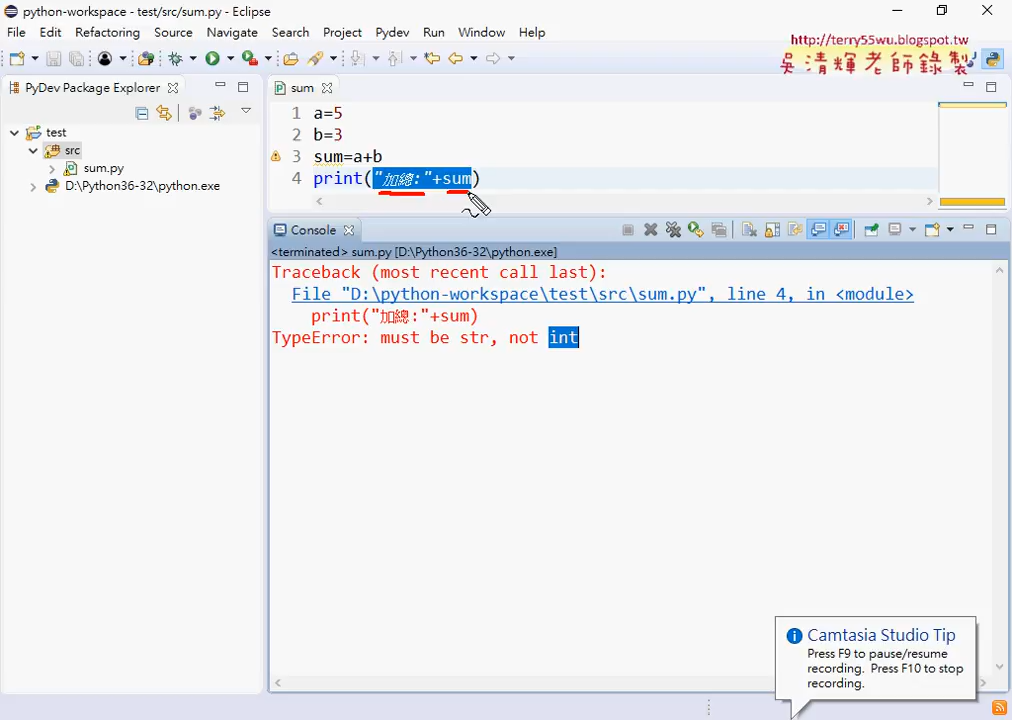 python-workspace - test/src/sum.py - Eclipse
File Edit Refactoring Source Navigate Search Project Pydev Run Window Help
http://terry55wu.blogspot.tw
吳清輝老師錄製
PyDev Package Explorer
test
src
sum.py
D:\Python36-32\python.exe
sum
1 a=5
2 b=3
3 sum=a+b
4 print("加總:"+sum)
Console
<terminated> sum.py [D:\Python36-32\python.exe]
Traceback (most recent call last):
File "D:\python-workspace\test\src\sum.py", line 4, in <module>
print("加總:"+sum)
TypeError: must be str, not int
Camtasia Studio Tip
Press F9 to pause/resume
recording. Press F10 to stop
recording.